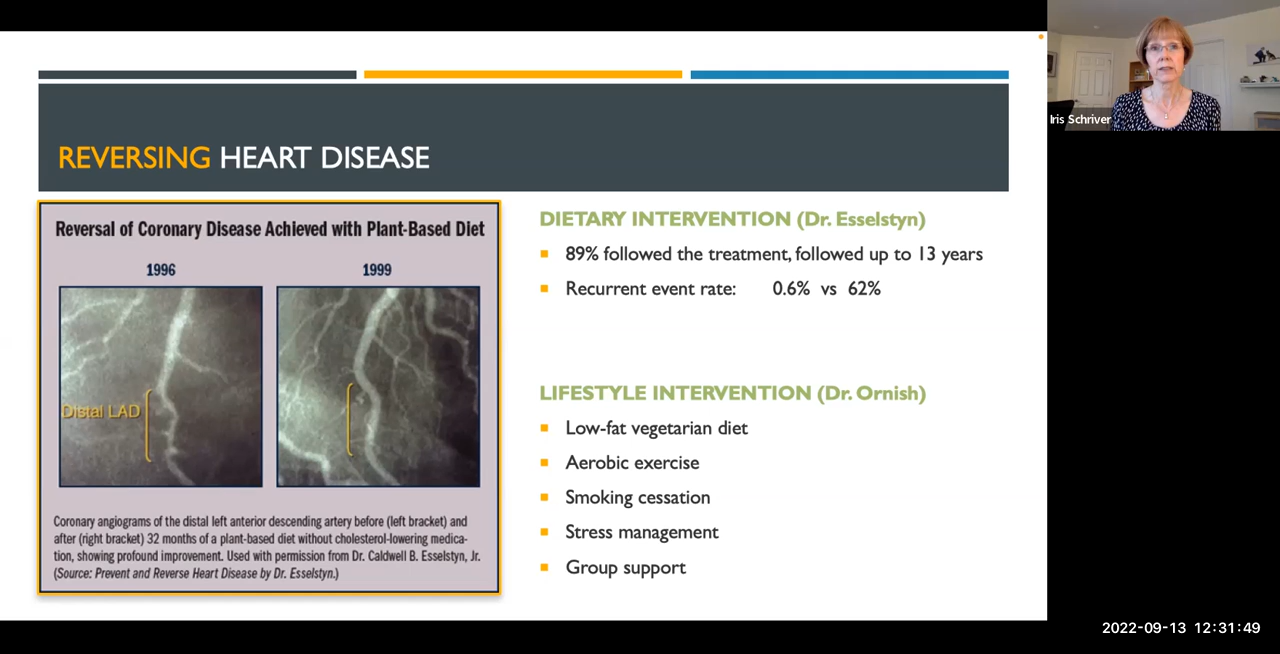 REVERSING HEART DISEASE
Reversal of Coronary Disease Achieved with Plant-Based Diet
1996
1999
Distal LAD
Coronary angiograms of the distal left anterior descending artery before (left bracket) and
after (right bracket) 32 months of a plant-based diet without cholesterol-lowering medica-
tion, showing profound improvement. Used with permission from Dr. Caldwell B. Esselstyn, Jr.
(Source: Prevent and Reverse Heart Disease by Dr. Esselstyn.)
DIETARY INTERVENTION (Dr. Esselstyn)
89% followed the treatment, followed up to 13 years
Recurrent event rate: 0.6% vs 62%
LIFESTYLE INTERVENTION (Dr. Ornish)
Low-fat vegetarian diet
Aerobic exercise
Smoking cessation
Stress management
Group support
Iris Schriver
2022-09-13 12:31:49